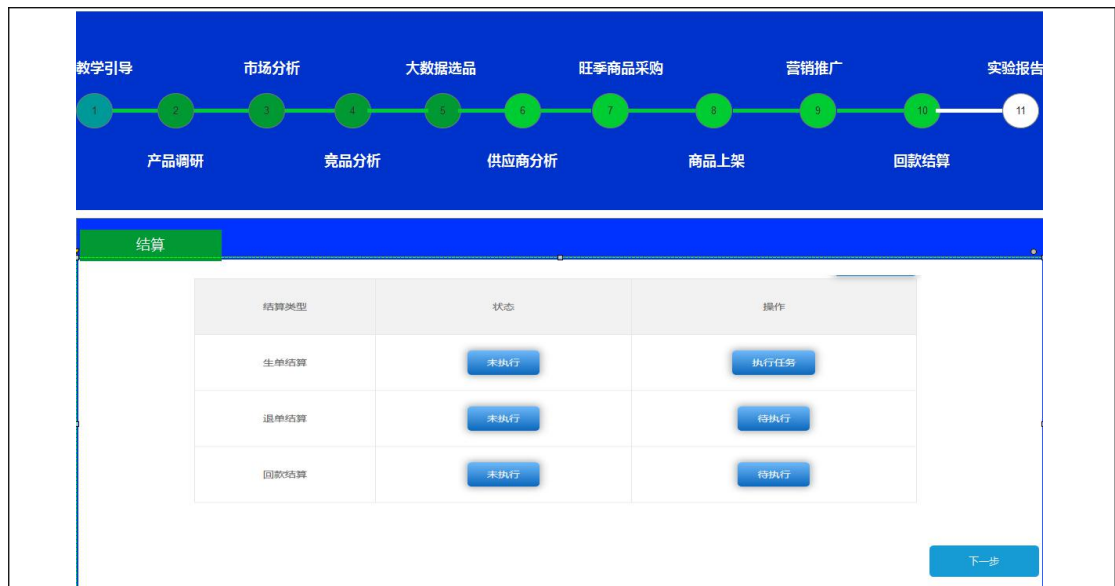 教学引导 市场分析 大数据选品 旺季商品采购 营销推广 实验报告
1 2 3 4 5 6 7 8 9 10 11
产品调研 竞品分析 供应商分析 商品上架 回款结算
结算
结算类型 状态 操作
生单结算 未执行 执行任务
退单结算 未执行 待执行
回款结算 未执行 待执行
下一步